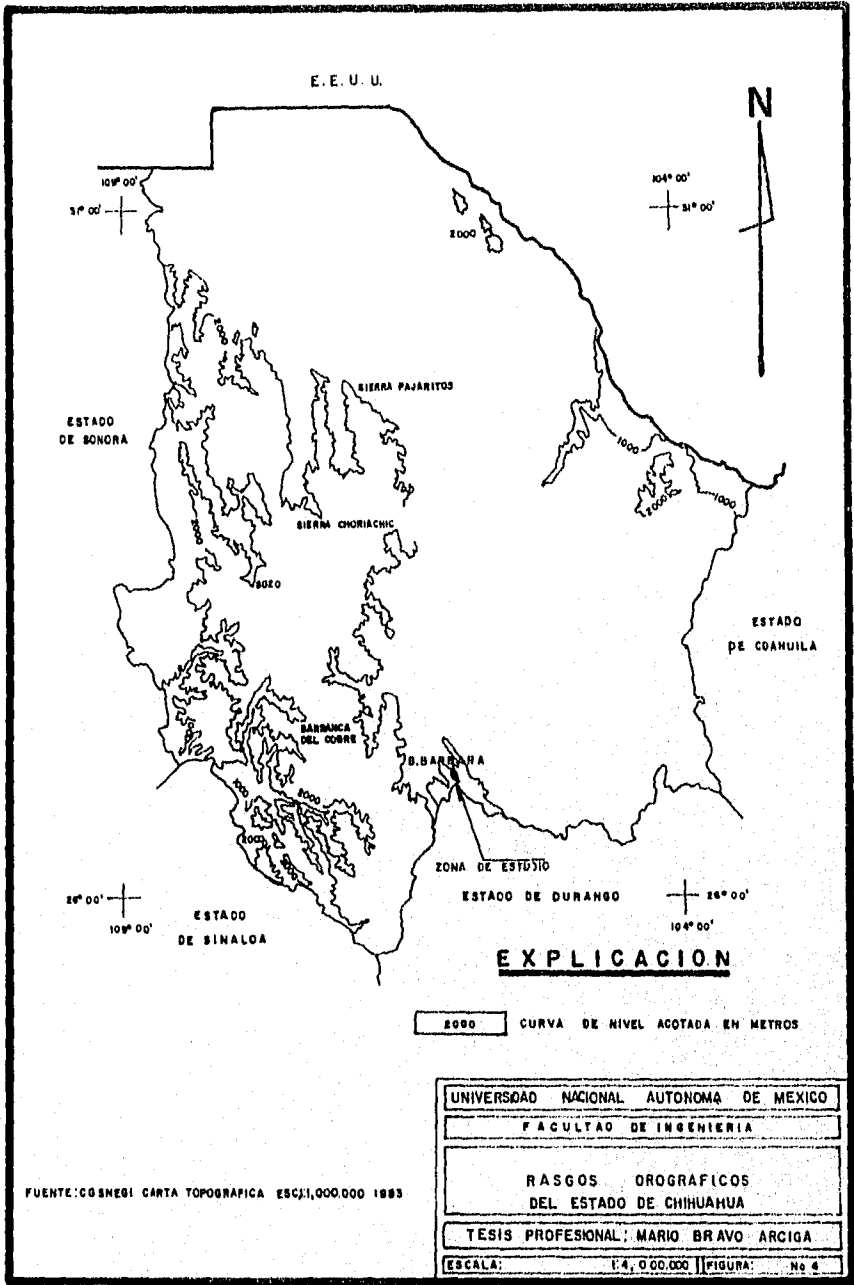 E.E.U.U.
N
109° 00'
31° 00'
104° 00'
31° 00'
2000
2000
SIERRA PAJARITOS
ESTADO
DE SONORA
1000
1000
2000
2000
SIERRA CHORIACHIC
3020
ESTADO
DE COAHUILA
BARRANCA
DEL COBRE
B. BARBARA
1000
2000
2000
ZONA DE ESTUDIO
26° 00'
109° 00'
ESTADO
DE SINALOA
ESTADO DE DURANGO
26° 00'
104° 00'
EXPLICACION
2000 CURVA DE NIVEL ACOTADA EN METROS
UNIVERSIDAD NACIONAL AUTONOMA DE MEXICO
FACULTAD DE INGENIERIA
RASGOS OROGRAFICOS
DEL ESTADO DE CHIHUAHUA
FUENTE: CGSNEGI CARTA TOPOGRAFICA ESC.1:1,000,000 1983
TESIS PROFESIONAL: MARIO BRAVO ARCIGA
ESCALA: 1:4,000,000 FIGURA: No 4